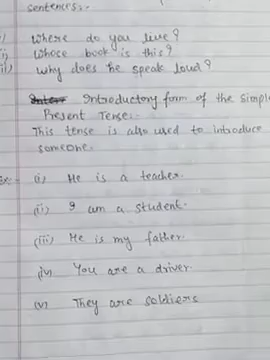 sentences:-
i) Where do you live?
ii) Whose book is this?
iii) Why does he speak loud?
Introductory form of the Simple
Present Tense:-
This tense is also used to introduce
someone.
Ex:- (i) He is a teacher.
(ii) I am a student.
(iii) He is my father.
(iv) You are a driver.
(v) They are soldiers